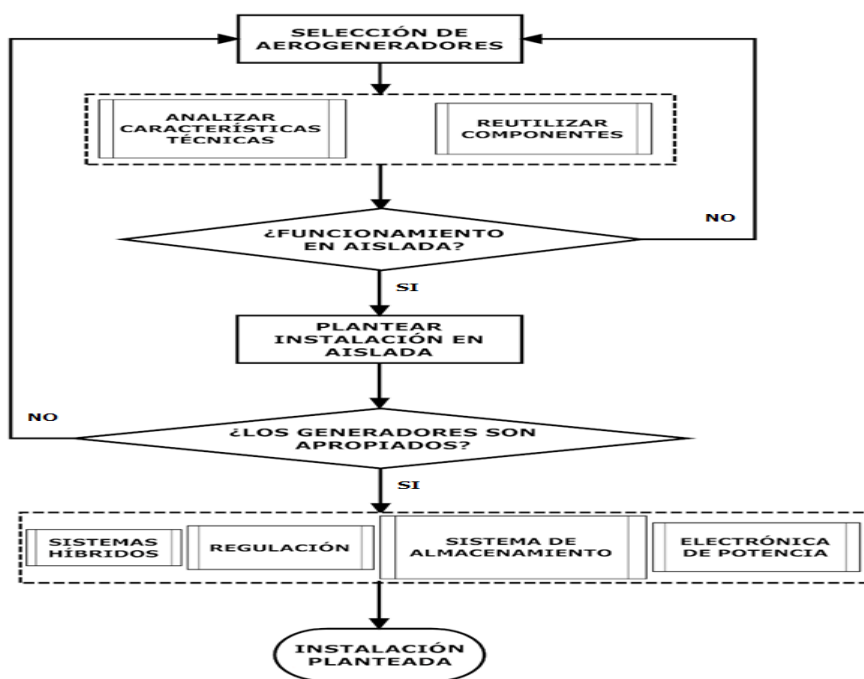 SELECCIÓN DE
AEROGENERADORES
ANALIZAR
CARACTERÍSTICAS
TÉCNICAS
REUTILIZAR
COMPONENTES
¿FUNCIONAMIENTO
EN AISLADA?
NO
SI
PLANTEAR
INSTALACIÓN EN
AISLADA
NO
¿LOS GENERADORES SON
APROPIADOS?
SI
SISTEMAS
HÍBRIDOS
REGULACIÓN
SISTEMA DE
ALMACENAMIENTO
ELECTRÓNICA
DE POTENCIA
INSTALACIÓN
PLANTEADA